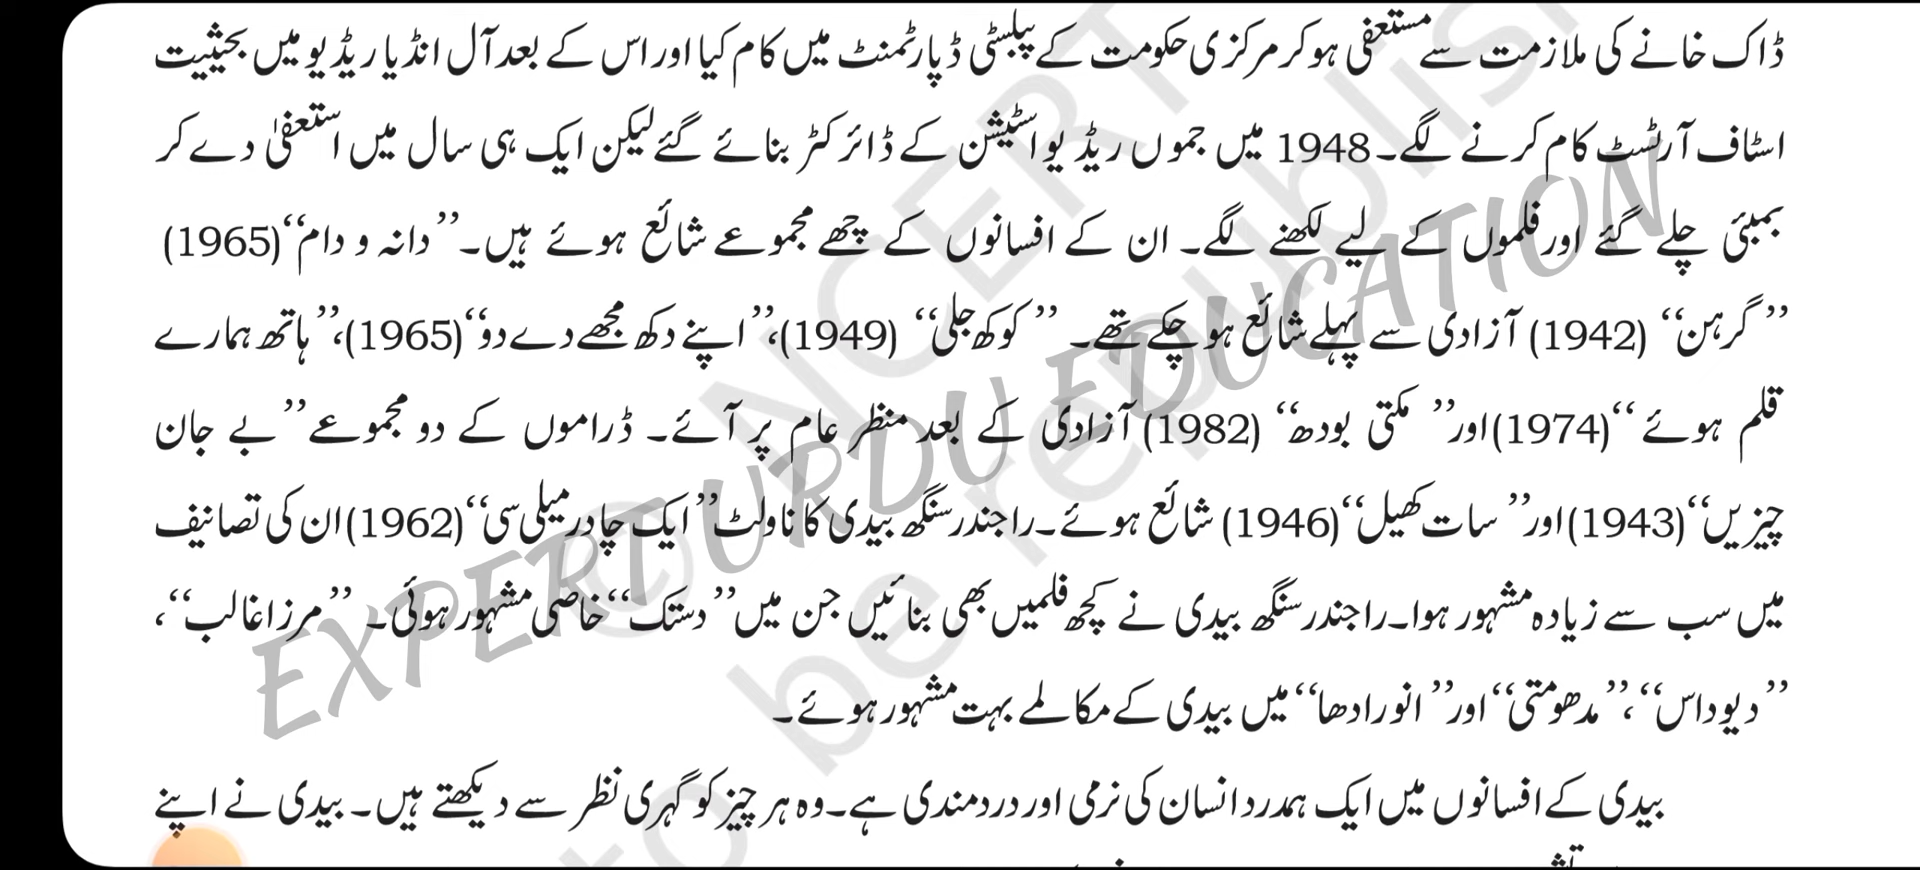 ڈاک خانے کی ملازمت سے مستعفی ہو کر مرکزی حکومت کے پبلسٹی ڈپارٹمنٹ میں کام کیا اور اس کے بعد آل انڈیا ریڈیو میں بحیثیت
اسٹاف آرٹسٹ کام کرنے لگے۔ 1948 میں جموں ریڈیو اسٹیشن کے ڈائرکٹر بنائے گئے لیکن ایک ہی سال میں استعفیٰ دے کر
بمبئی چلے گئے اور فلموں کے لیے لکھنے لگے۔ ان کے افسانوں کے چھے مجموعے شائع ہوئے ہیں۔ ’’دانہ و دام‘‘ (1965)
’’گرہن‘‘ (1942) آزادی سے پہلے شائع ہو چکے تھے۔ ’’کوکھ جلی‘‘ (1949)، ’’اپنے دکھ مجھے دے دو‘‘ (1965)، ’’ہاتھ ہمارے
قلم ہوئے‘‘ (1974) اور ’’مکتی بودھ‘‘ (1982) آزادی کے بعد منظر عام پر آئے۔ ڈراموں کے دو مجموعے ’’بے جان
چیزیں‘‘ (1943) اور ’’سات کھیل‘‘ (1946) شائع ہوئے۔ راجندر سنگھ بیدی کا ناولٹ ’’ایک چادر میلی سی‘‘ (1962) ان کی تصانیف
میں سب سے زیادہ مشہور ہوا۔ راجندر سنگھ بیدی نے کچھ فلمیں بھی بنائیں جن میں ’’دستک‘‘ خاصی مشہور ہوئی۔ ’’مرزا غالب‘‘،
’’دیوداس‘‘، ’’مدھومتی‘‘ اور ’’انورادھا‘‘ میں بیدی کے مکالمے بہت مشہور ہوئے۔
بیدی کے افسانوں میں ایک ہمدرد انسان کی نرمی اور دردمندی ہے۔ وہ ہر چیز کو گہری نظر سے دیکھتے ہیں۔ بیدی نے اپنے
EXPERT URDU EDUCATION
© NCERT
to be republis